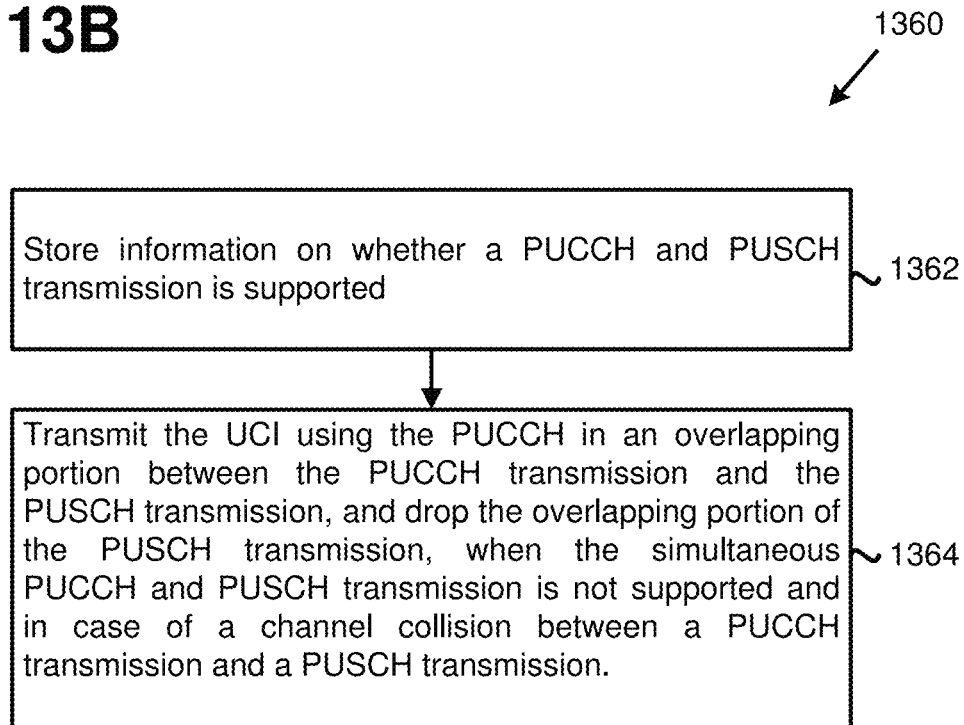 13B
1360
Store information on whether a PUCCH and PUSCH
transmission is supported
1362
Transmit the UCI using the PUCCH in an overlapping
portion between the PUCCH transmission and the
PUSCH transmission, and drop the overlapping portion of
the PUSCH transmission, when the simultaneous
PUCCH and PUSCH transmission is not supported and
in case of a channel collision between a PUCCH
transmission and a PUSCH transmission.
1364